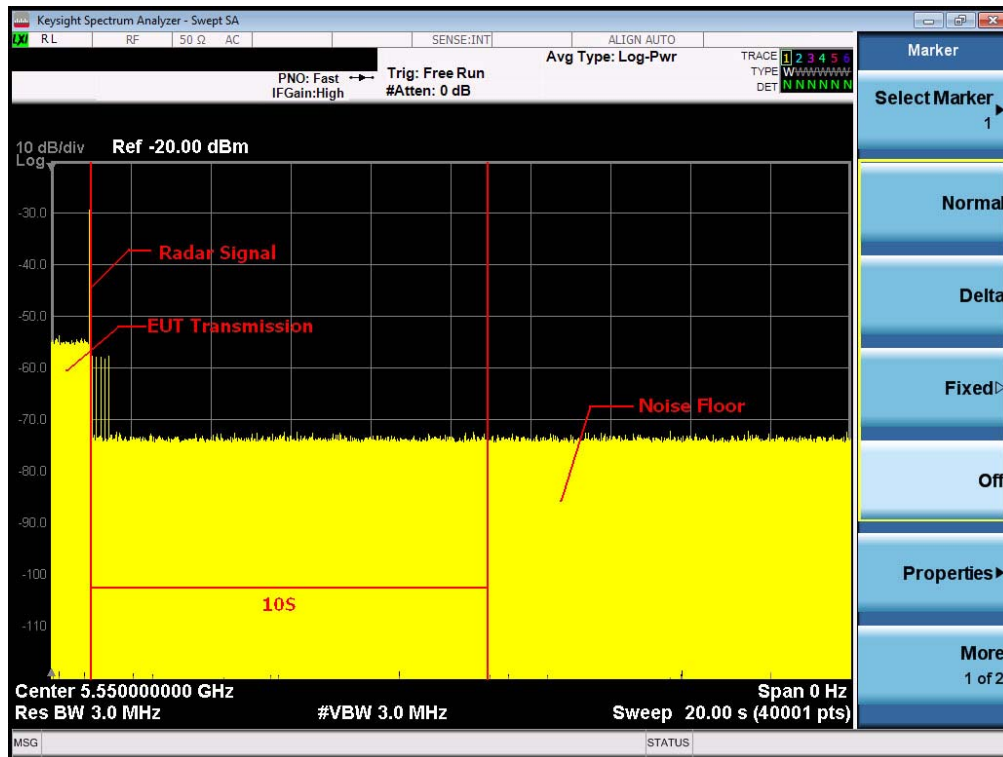 Keysight Spectrum Analyzer - Swept SA
LXI RL RF 50 Ω AC SENSE:INT ALIGN AUTO
Marker
PNO: Fast Trig: Free Run
IFGain:High #Atten: 0 dB
Avg Type: Log-Pwr
TRACE 1 2 3 4 5 6
TYPE W
DET N N N N N N
Select Marker
1
10 dB/div Ref -20.00 dBm
Log
Normal
-30.0
Radar Signal
-40.0
Delta
-50.0
EUT Transmission
-60.0
Fixed
-70.0
Noise Floor
-80.0
Off
-90.0
-100
Properties
10S
-110
More
1 of 2
Center 5.550000000 GHz Span 0 Hz
Res BW 3.0 MHz #VBW 3.0 MHz Sweep 20.00 s (40001 pts)
MSG STATUS